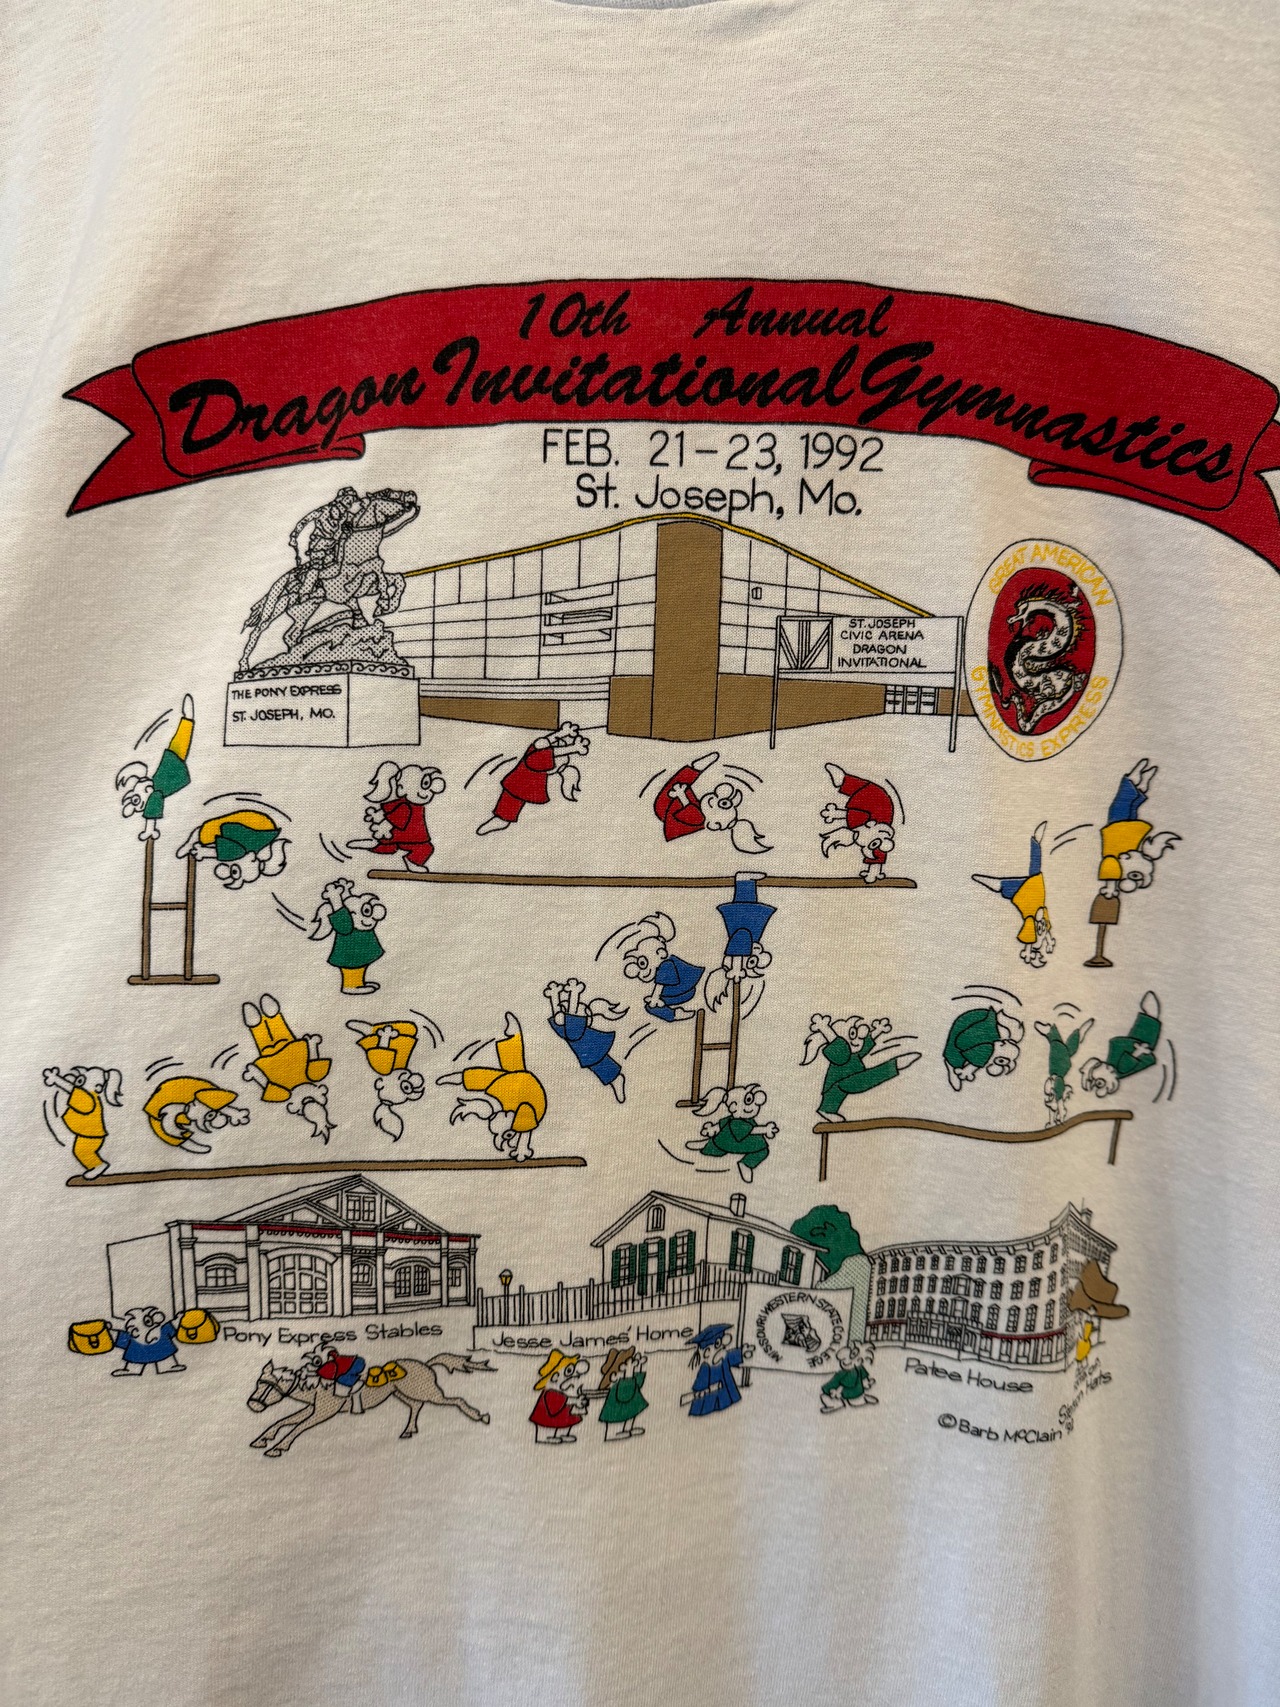 10th Annual
Dragon Invitational Gymnastics
FEB. 21-23, 1992
St. Joseph, Mo.
THE PONY EXPRESS
ST. JOSEPH, MO.
ST. JOSEPH
CIVIC ARENA
DRAGON
INVITATIONAL
GREAT AMERICAN
GYMNASTICS EXPRESS
Pony Express Stables
Jesse James' Home
MISSOURI WESTERN STATE COLLEGE
Patee House
©Barb McClain